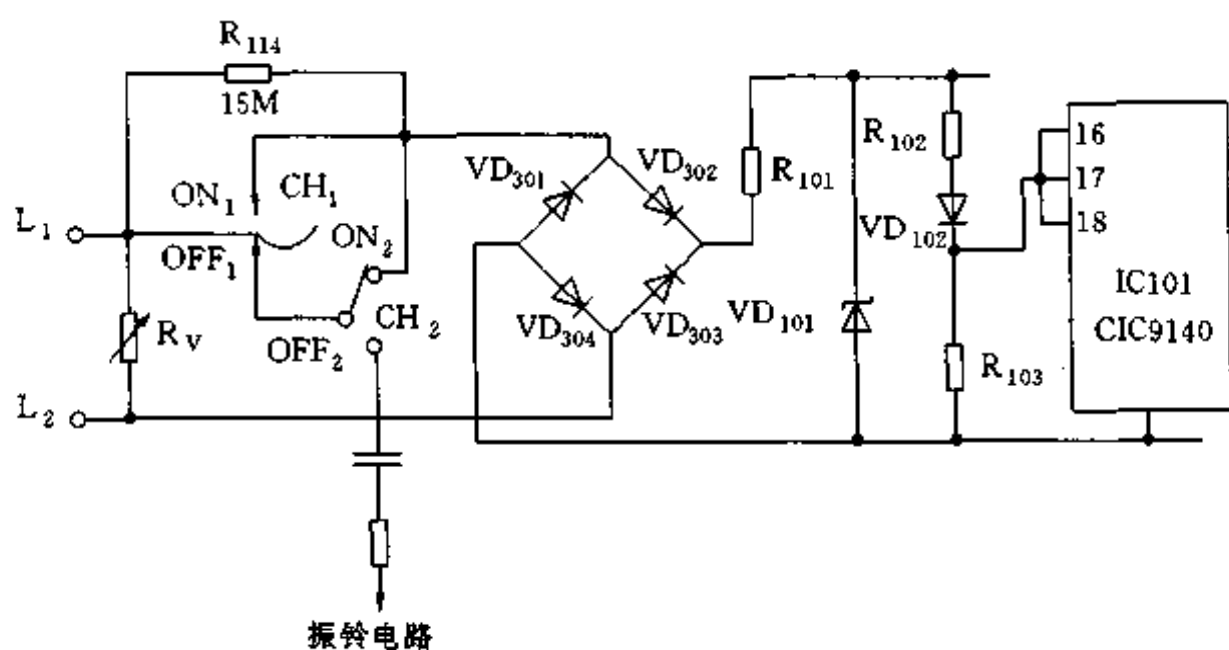 R114
15M
ON1
CH1
L1
OFF1
ON2
CH2
OFF2
RV
L2
振铃电路
VD301
VD302
VD304
VD303
R101
VD101
R102
VD102
R103
16
17
18
IC101
CIC9140